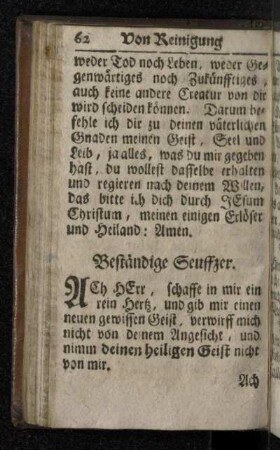 62 Von Reinigung
weder Tod noch Leben, weder Ge-
genwärtiges noch Zukünfftiges,
auch keine andere Creatur von dir
wird scheiden können. Darum be-
fehle ich dir zu deinen väterlichen
Gnaden meinen Geist, Seel und
Leib, ja alles, was du mir gegeben
hast, du wollest dasselbe erhalten
und regieren nach deinem Willen,
das bitte ich dich durch JEsum
Christum, meinen einigen Erlöser
und Heiland: Amen.
Beständige Seuffzer.
ACh HErr, schaffe in mir ein
rein Hertz, und gib mir einen
neuen gewissen Geist, verwirff mich
nicht von deinem Angesicht, und
nimm deinen heiligen Geist nicht
von mir.
Ach